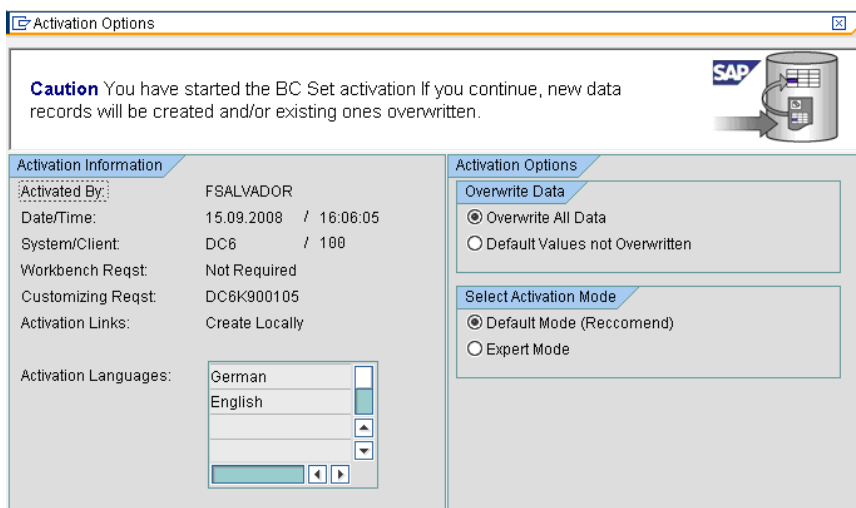 Activation Options
Caution You have started the BC Set activation If you continue, new data
records will be created and/or existing ones overwritten.
SAP
Activation Information
Activated By: FSALVADOR
Date/Time: 15.09.2008 / 16:06:05
System/Client: DC6 / 100
Workbench Reqst: Not Required
Customizing Reqst: DC6K900105
Activation Links: Create Locally
Activation Languages: German
English
Activation Options
Overwrite Data
Overwrite All Data
Default Values not Overwritten
Select Activation Mode
Default Mode (Reccomend)
Expert Mode